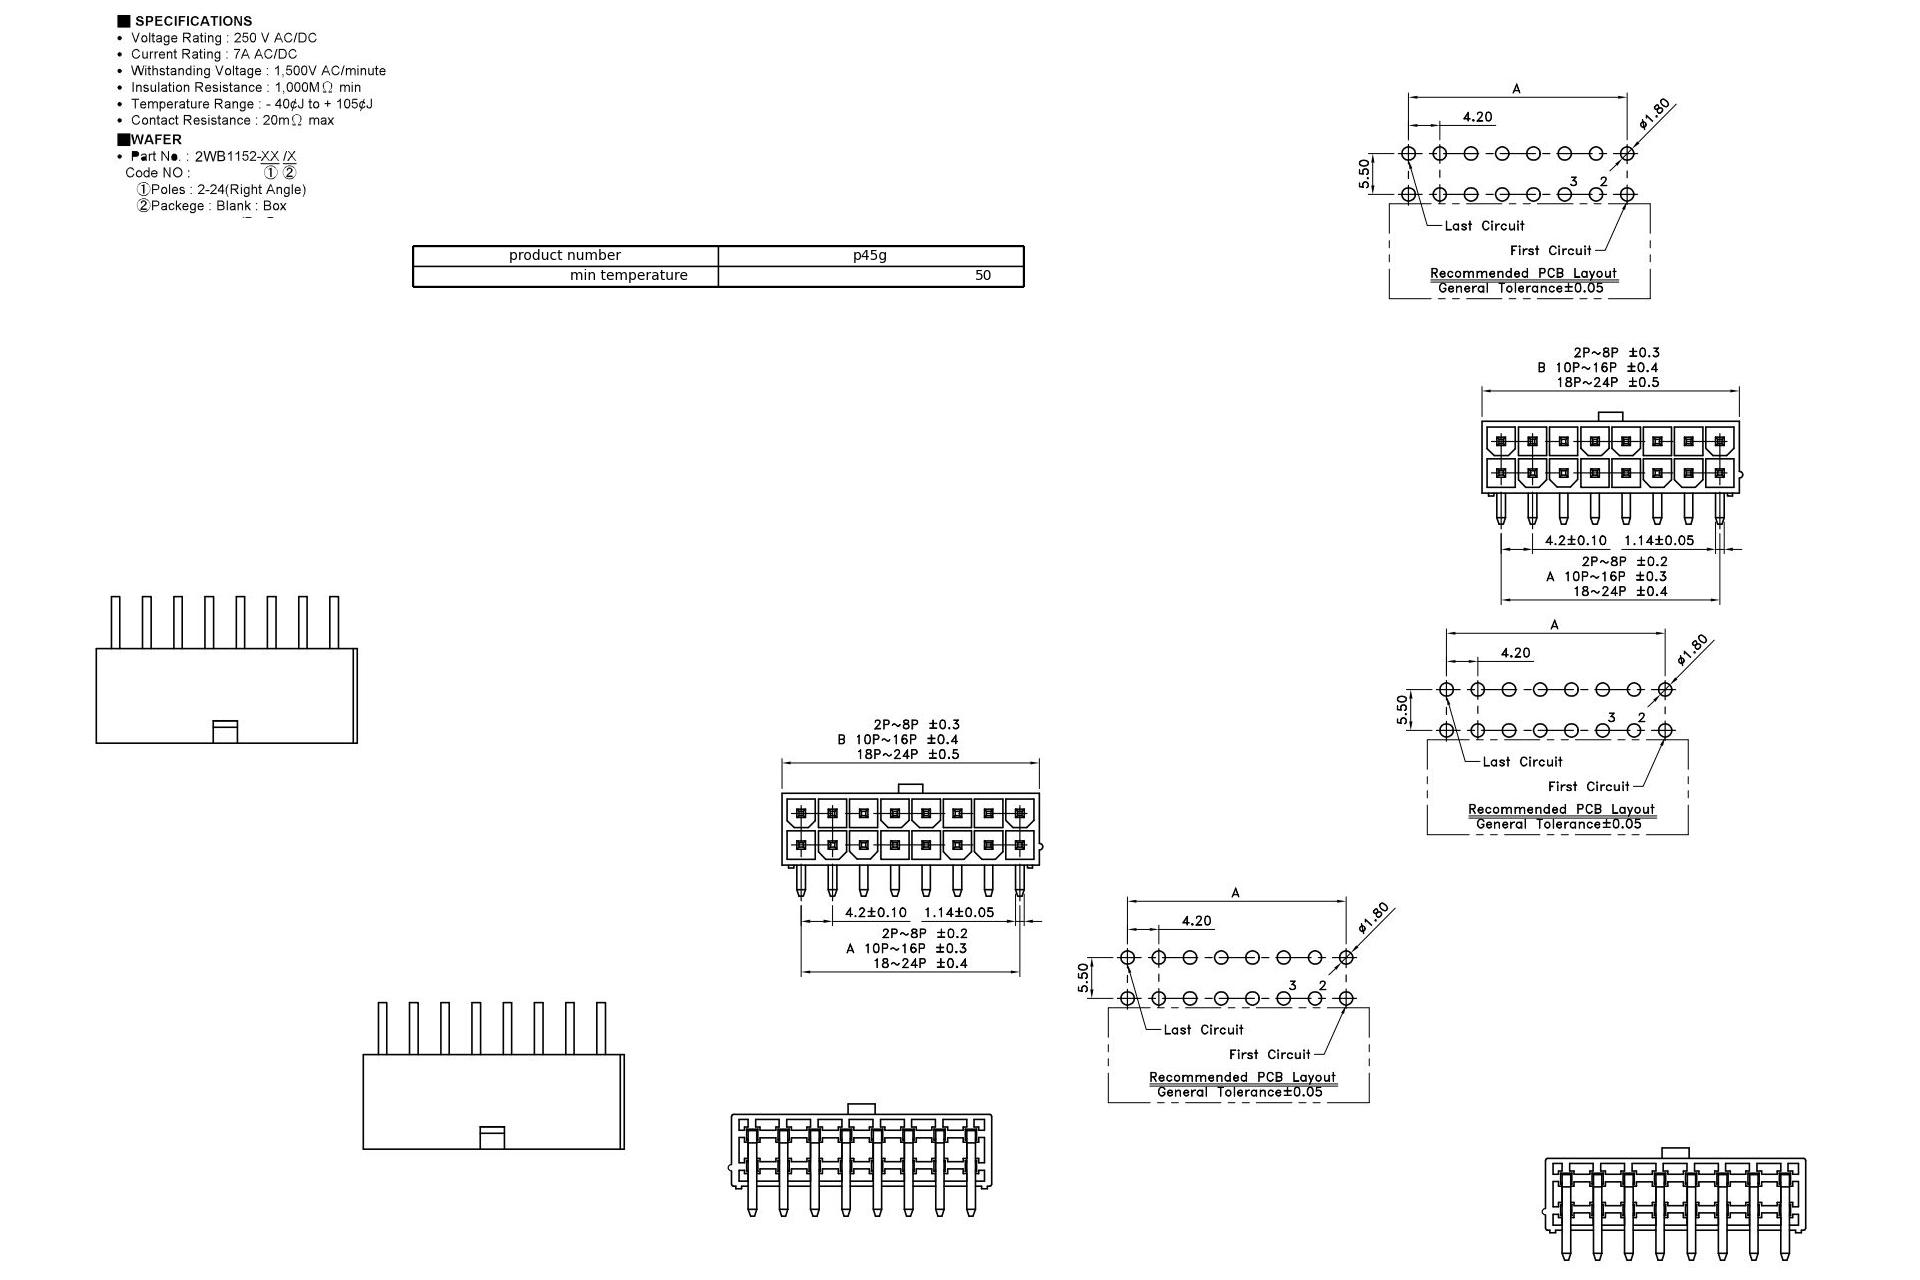 ■ SPECIFICATIONS
• Voltage Rating : 250 V AC/DC
• Current Rating : 7A AC/DC
• Withstanding Voltage : 1,500V AC/minute
• Insulation Resistance : 1,000MΩ min
• Temperature Range : - 40¢J to + 105¢J
• Contact Resistance : 20mΩ max
■WAFER
• Part No. : 2WB1152-XX /X
Code NO : ① ②
①Poles : 2-24(Right Angle)
②Packege : Blank : Box
product number p45g
min temperature 50
A
4.20
ø1.80
5.50
3 2
Last Circuit
First Circuit
Recommended PCB Layout
General Tolerance±0.05
2P~8P ±0.3
B 10P~16P ±0.4
18P~24P ±0.5
4.2±0.10 1.14±0.05
2P~8P ±0.2
A 10P~16P ±0.3
18~24P ±0.4
A
4.20
ø1.80
5.50
3 2
Last Circuit
First Circuit
Recommended PCB Layout
General Tolerance±0.05
2P~8P ±0.3
B 10P~16P ±0.4
18P~24P ±0.5
4.2±0.10 1.14±0.05
2P~8P ±0.2
A 10P~16P ±0.3
18~24P ±0.4
A
4.20
ø1.80
5.50
3 2
Last Circuit
First Circuit
Recommended PCB Layout
General Tolerance±0.05